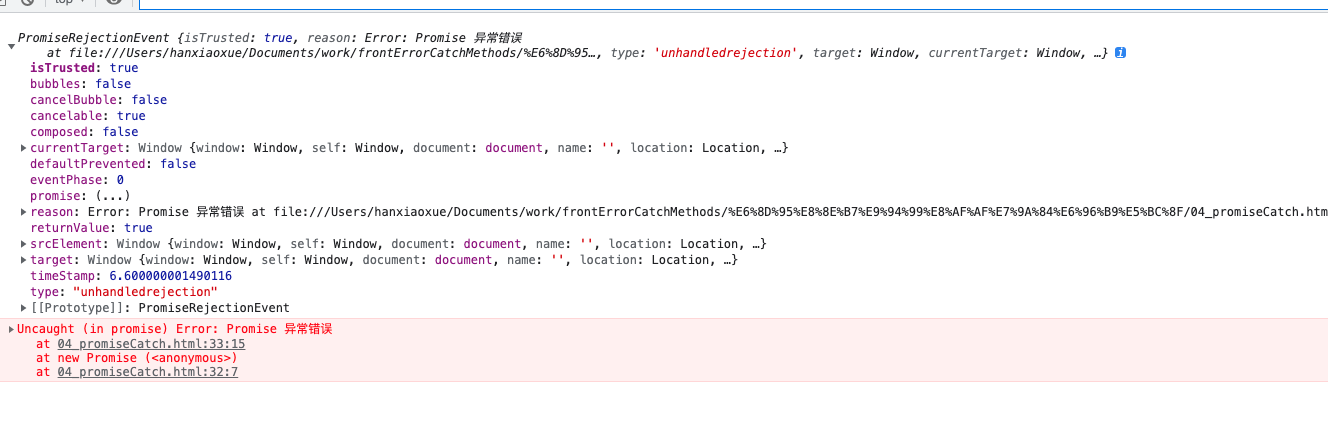 top
PromiseRejectionEvent {isTrusted: true, reason: Error: Promise 异常错误
at file:///Users/hanxiaoxue/Documents/work/frontErrorCatchMethods/%E6%8D%95…, type: 'unhandledrejection', target: Window, currentTarget: Window, …} i
isTrusted: true
bubbles: false
cancelBubble: false
cancelable: true
composed: false
currentTarget: Window {window: Window, self: Window, document: document, name: '', location: Location, …}
defaultPrevented: false
eventPhase: 0
promise: (...)
reason: Error: Promise 异常错误 at file:///Users/hanxiaoxue/Documents/work/frontErrorCatchMethods/%E6%8D%95%E8%8E%B7%E9%94%99%E8%AF%AF%E7%9A%84%E6%96%B9%E5%BC%8F/04_promiseCatch.htm
returnValue: true
srcElement: Window {window: Window, self: Window, document: document, name: '', location: Location, …}
target: Window {window: Window, self: Window, document: document, name: '', location: Location, …}
timeStamp: 6.600000001490116
type: "unhandledrejection"
[[Prototype]]: PromiseRejectionEvent
Uncaught (in promise) Error: Promise 异常错误
at 04_promiseCatch.html:33:15
at new Promise (<anonymous>)
at 04_promiseCatch.html:32:7